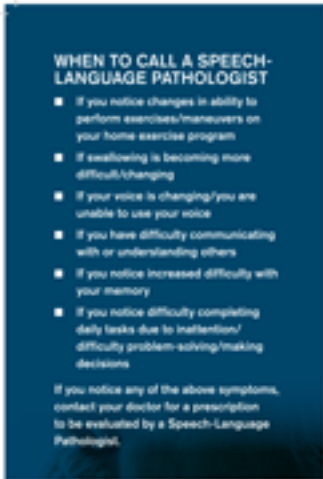 WHEN TO CALL A SPEECH-
LANGUAGE PATHOLOGIST
■ If you notice changes in ability to
perform exercises/maneuvers on
your home exercise program
■ If swallowing is becoming more
difficult/changing
■ If your voice is changing/you are
unable to use your voice
■ If you have difficulty communicating
with or understanding others
■ If you notice increased difficulty with
your memory
■ If you notice difficulty completing
daily tasks due to inattention/
difficulty problem-solving/making
decisions
If you notice any of the above symptoms,
contact your doctor for a prescription
to be evaluated by a Speech-Language
Pathologist.